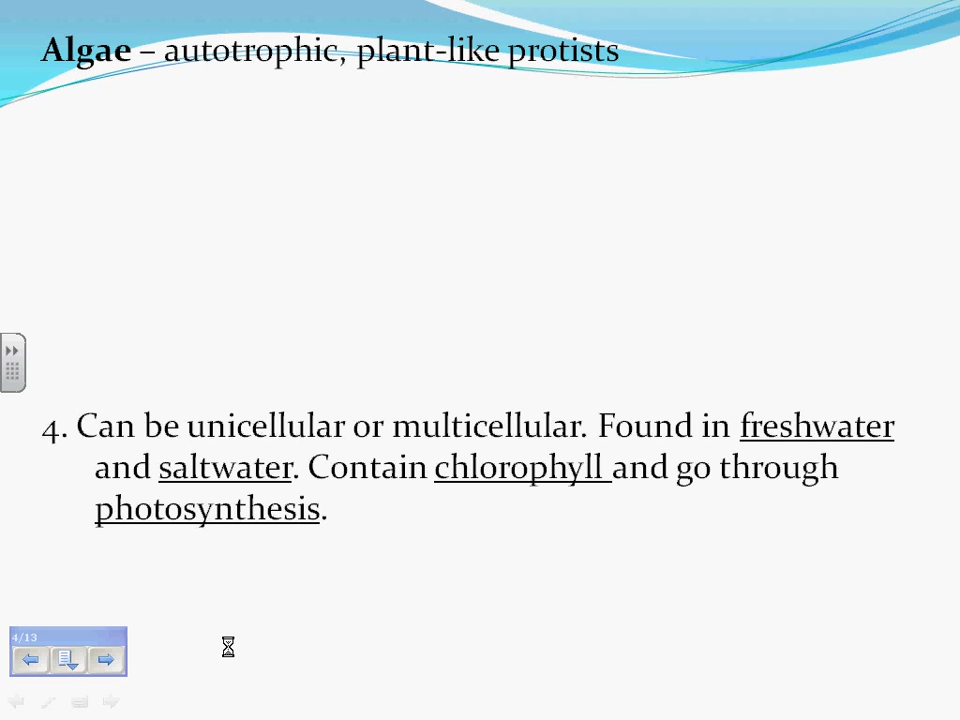 Algae – autotrophic, plant-like protists
4. Can be unicellular or multicellular. Found in freshwater
and saltwater. Contain chlorophyll and go through
photosynthesis.
4/13